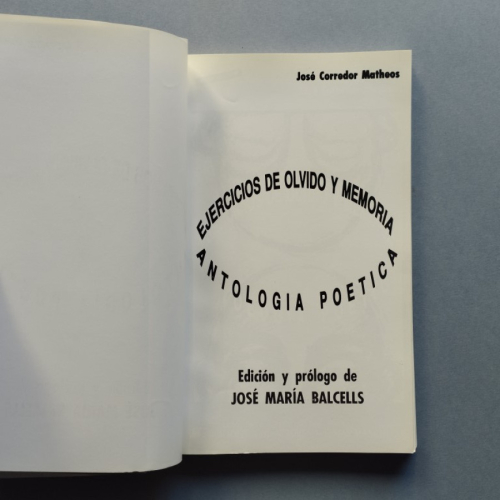 José Corredor Matheos
EJERCICIOS DE OLVIDO Y MEMORIA
ANTOLOGIA POETICA
Edición y prólogo de
JOSÉ MARÍA BALCELLS